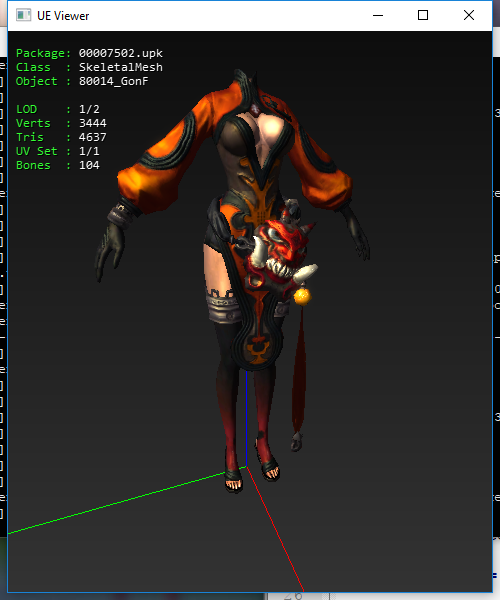 UE Viewer
Package: 00007502.upk
Class : SkeletalMesh
Object : 80014_GonF
LOD : 1/2
Verts : 3444
Tris : 4637
UV Set : 1/1
Bones : 104